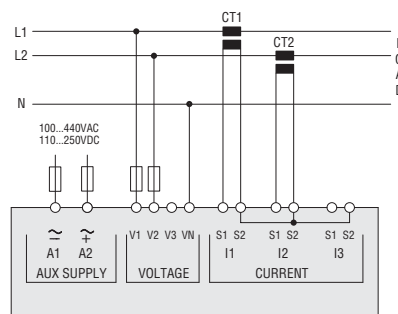 CT1
L1
CT2
L2
N
100...440VAC
110...250VDC
V1 V2 V3 VN S1 S2 S1 S2 S1 S2
A1 A2 I1 I2 I3
AUX SUPPLY VOLTAGE CURRENT